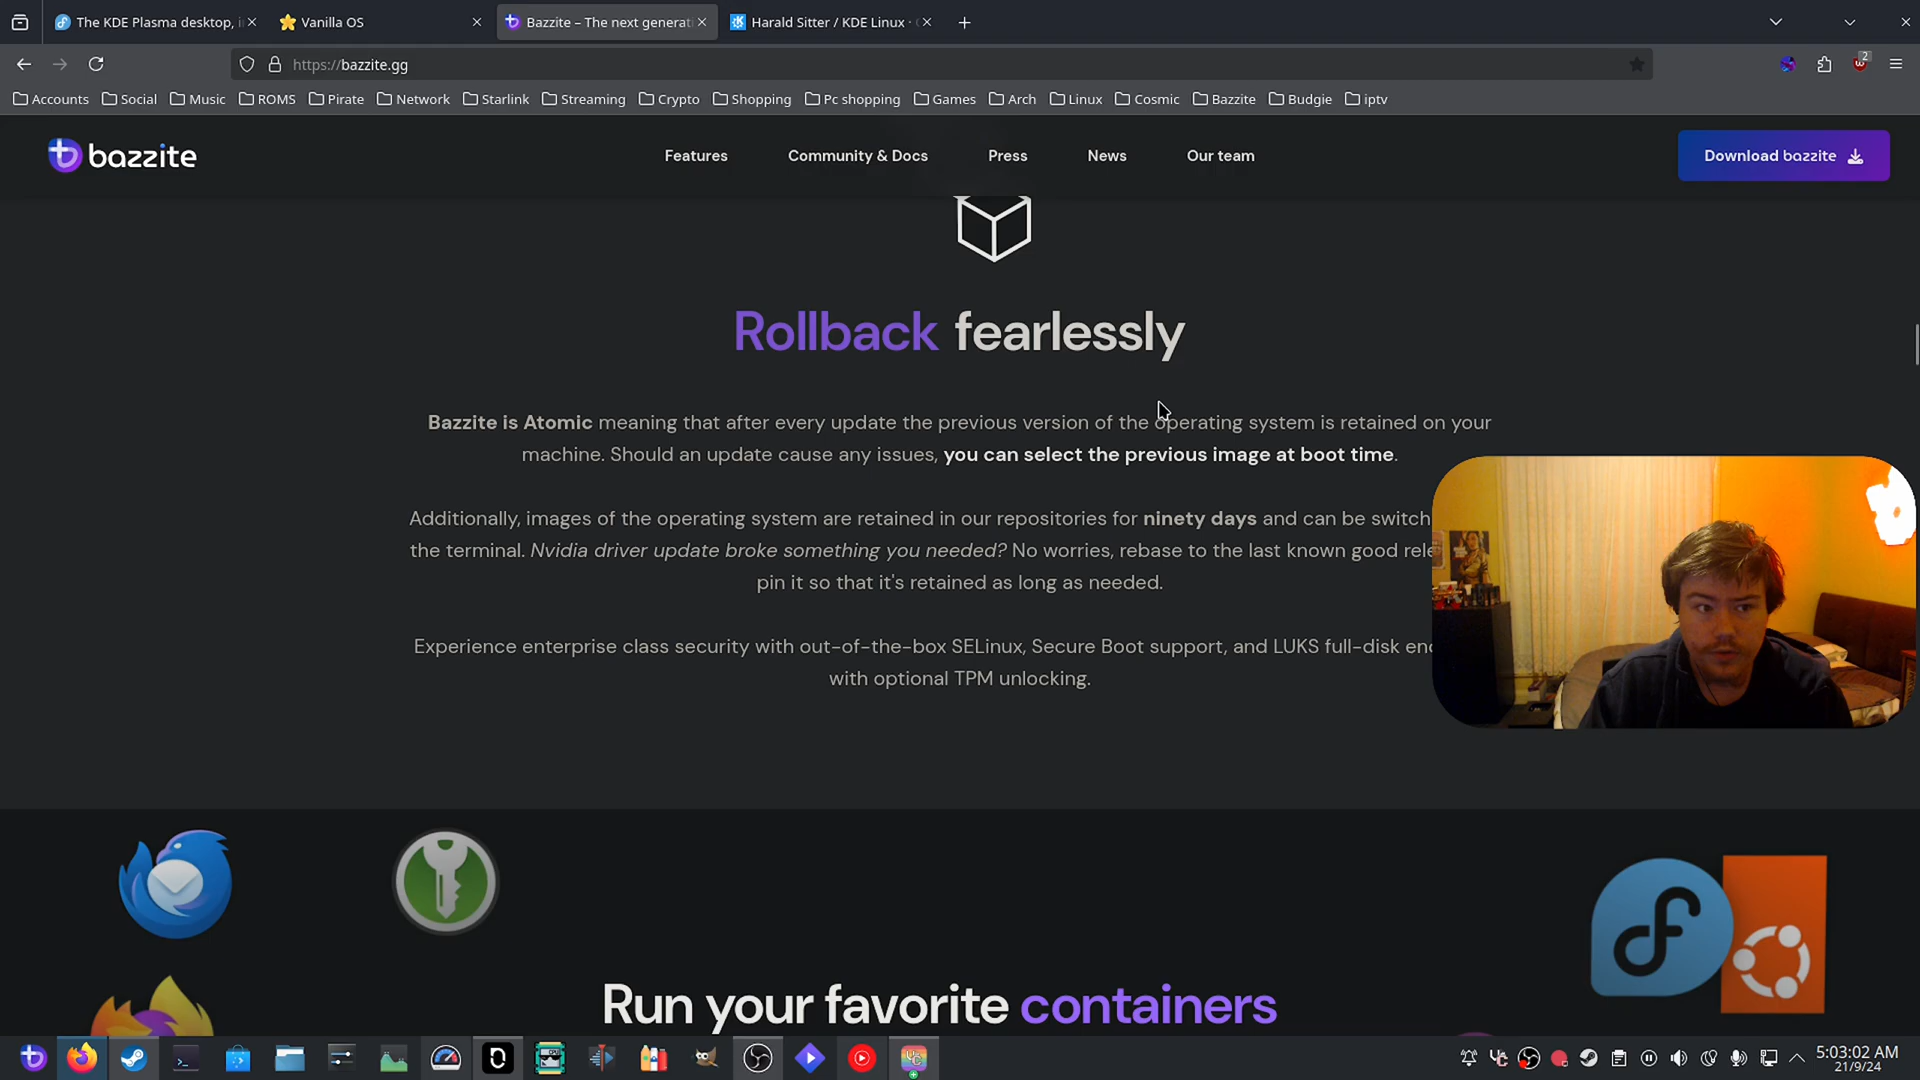 The KDE Plasma desktop, i
Vanilla OS
Bazzite – The next generati
Harald Sitter / KDE Linux ·
https://bazzite.gg
2
Accounts Social Music ROMS Pirate Network Starlink Streaming Crypto Shopping Pc shopping Games Arch Linux Cosmic Bazzite Budgie iptv
bazzite
Features Community & Docs Press News Our team
Download bazzite
Rollback fearlessly
Bazzite is Atomic meaning that after every update the previous version of the operating system is retained on your
machine. Should an update cause any issues, you can select the previous image at boot time.
Additionally, images of the operating system are retained in our repositories for ninety days and can be switch
the terminal. Nvidia driver update broke something you needed? No worries, rebase to the last known good rele
pin it so that it's retained as long as needed.
Experience enterprise class security with out-of-the-box SELinux, Secure Boot support, and LUKS full-disk enc
with optional TPM unlocking.
Run your favorite containers
5:03:02 AM
21/9/24